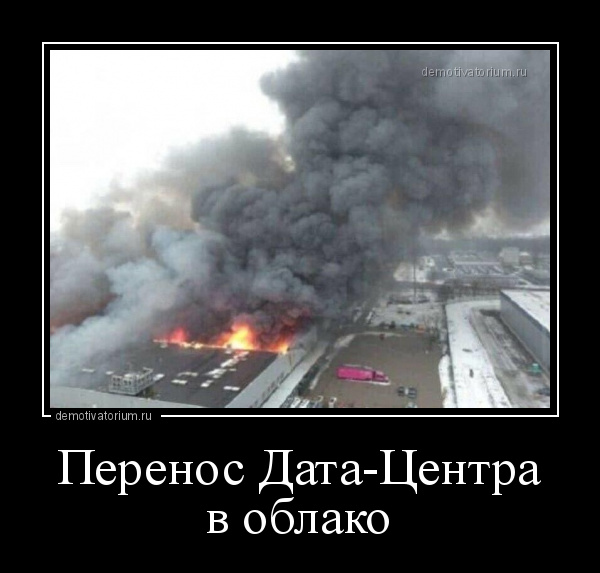 demotivatorium.ru
demotivatorium.ru
Перенос Дата-Центра
в облако